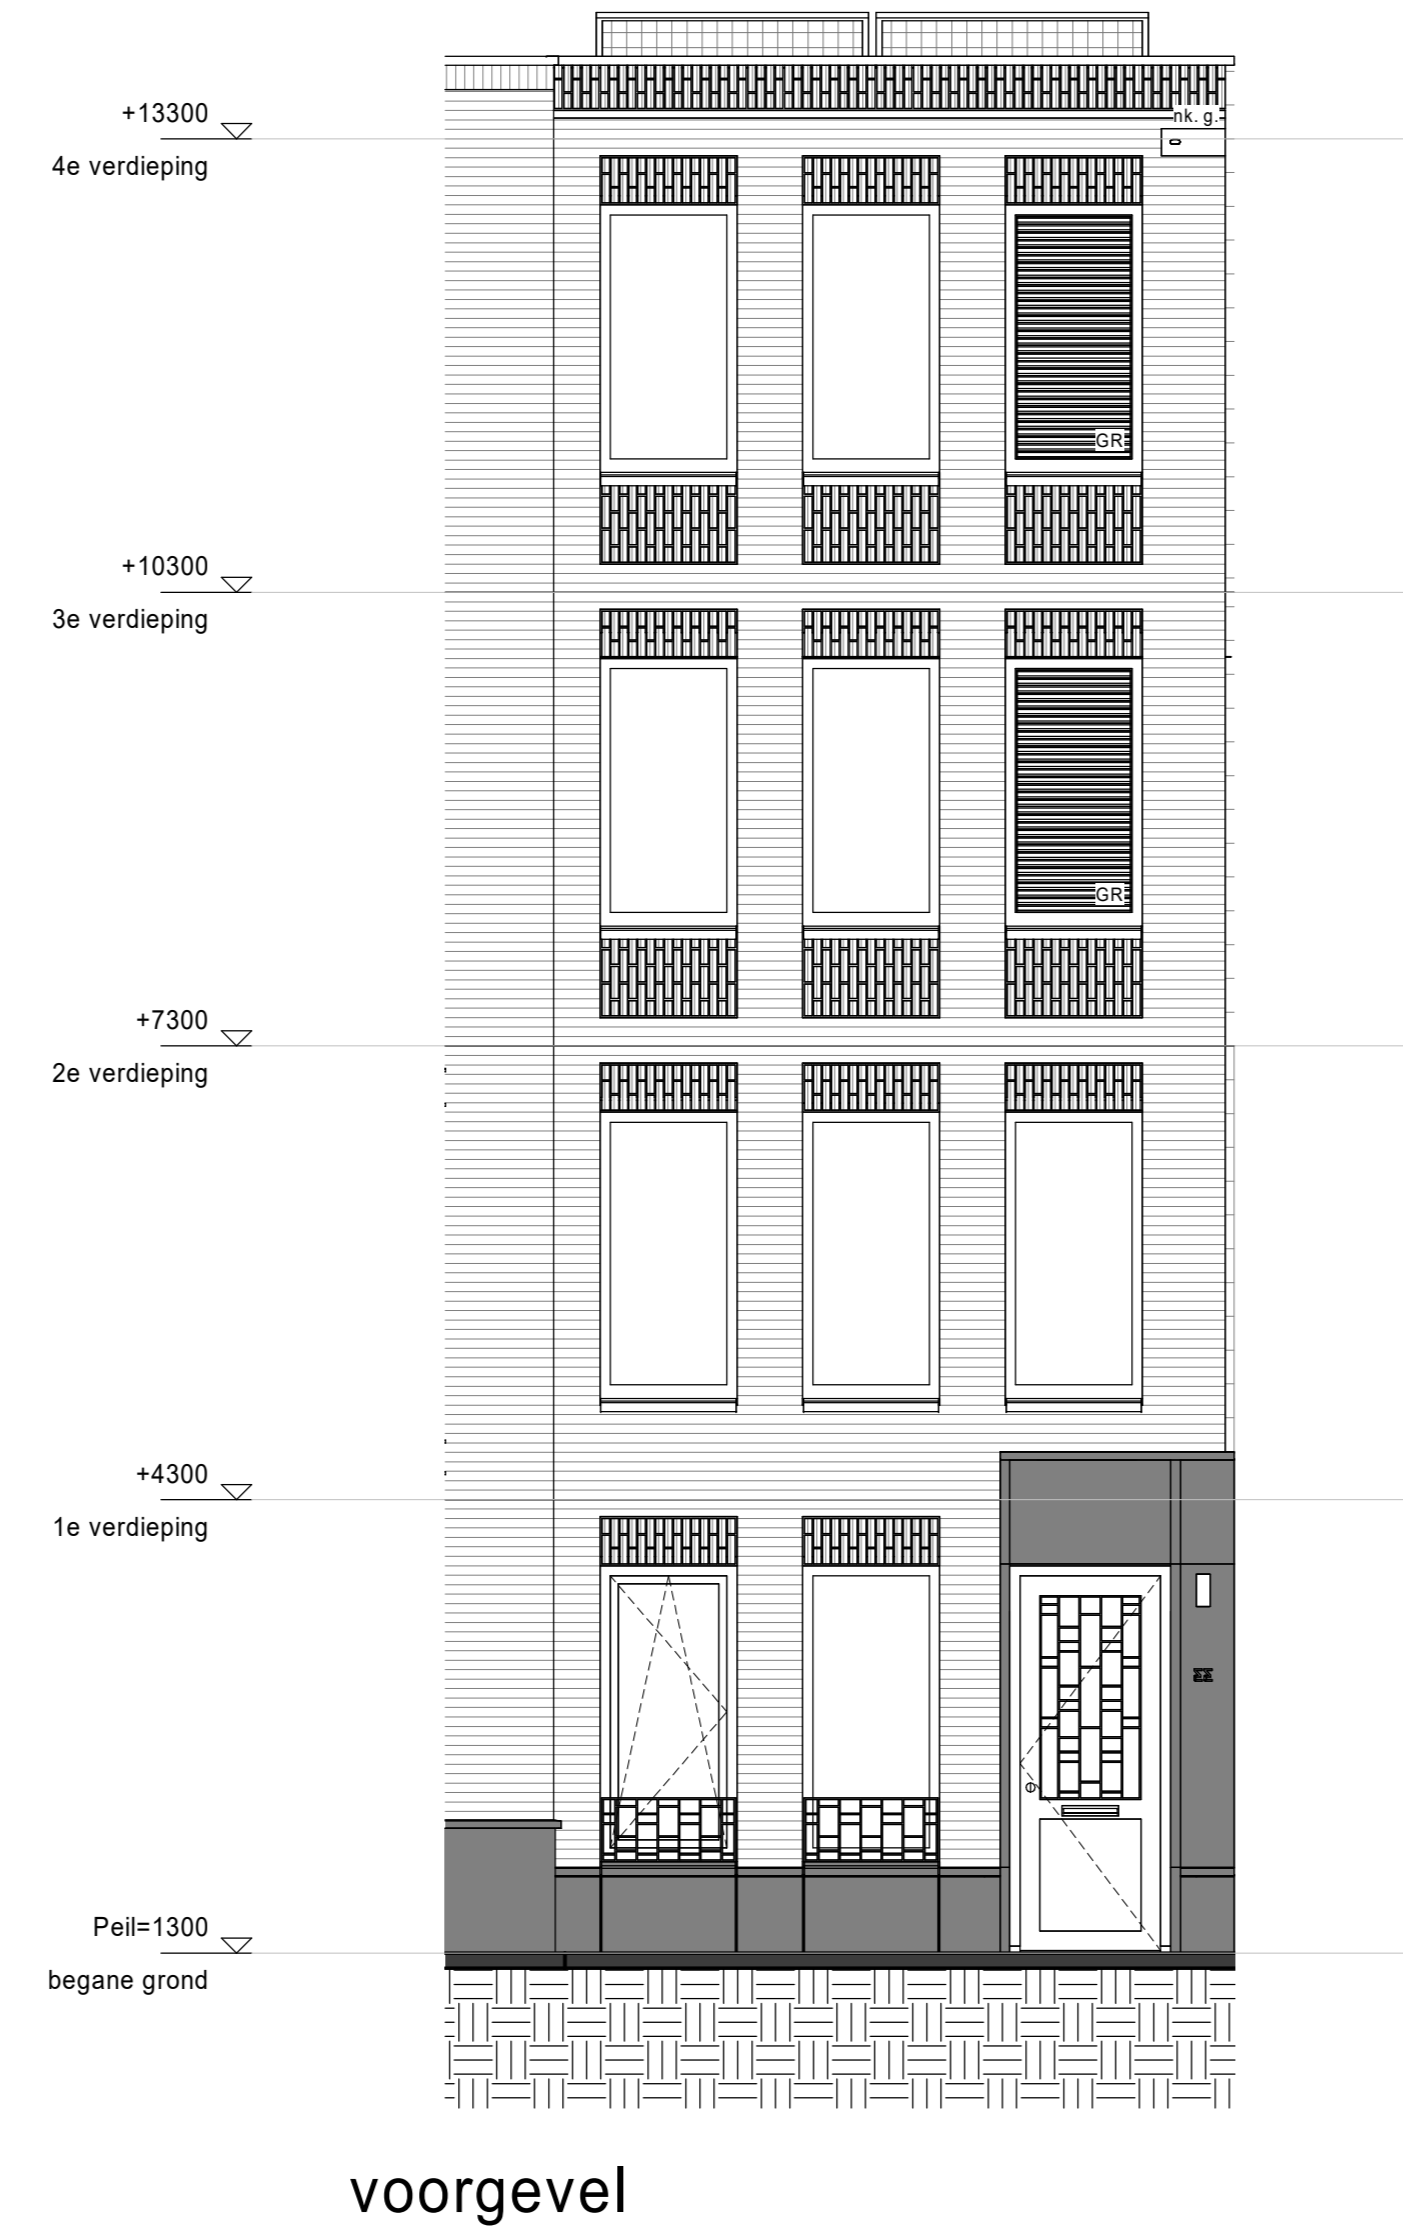 +13300
4e verdieping
nk. g.
GR
+10300
3e verdieping
GR
+7300
2e verdieping
+4300
1e verdieping
Peil=1300
begane grond
voorgevel